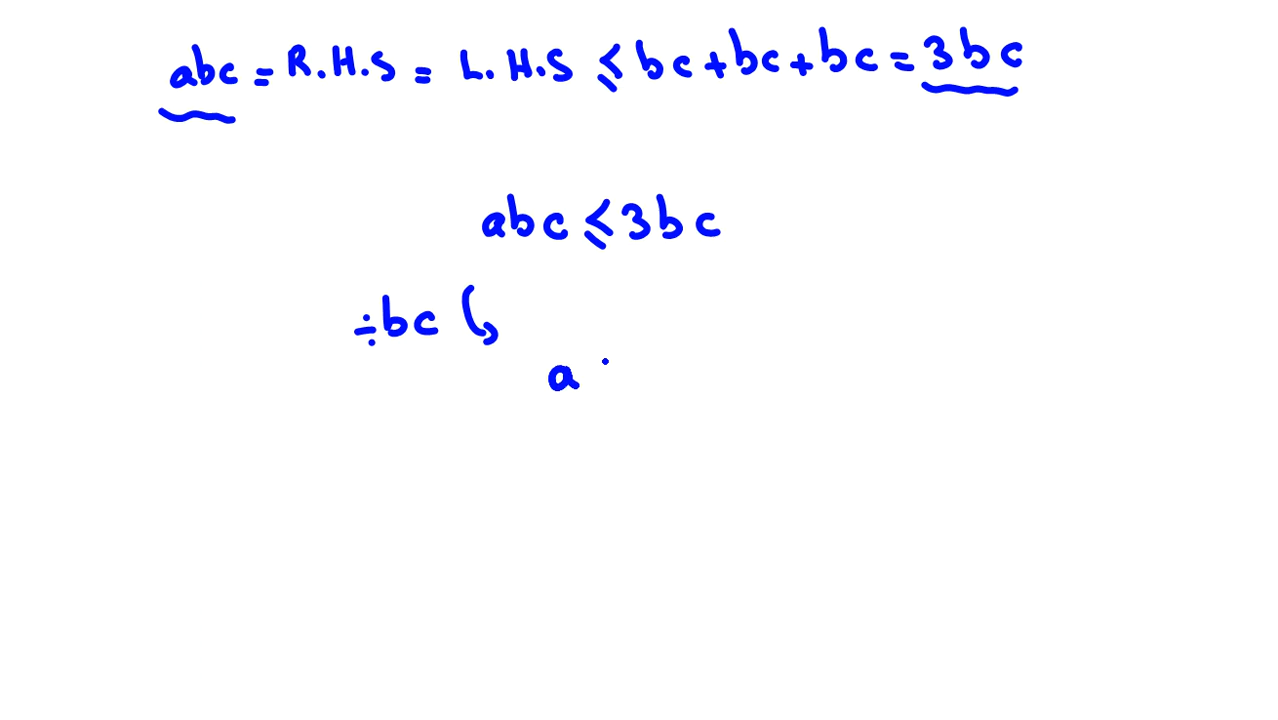 abc = R.H.S = L.H.S ≤ bc + bc + bc = 3bc
abc ≤ 3bc
÷bc
a